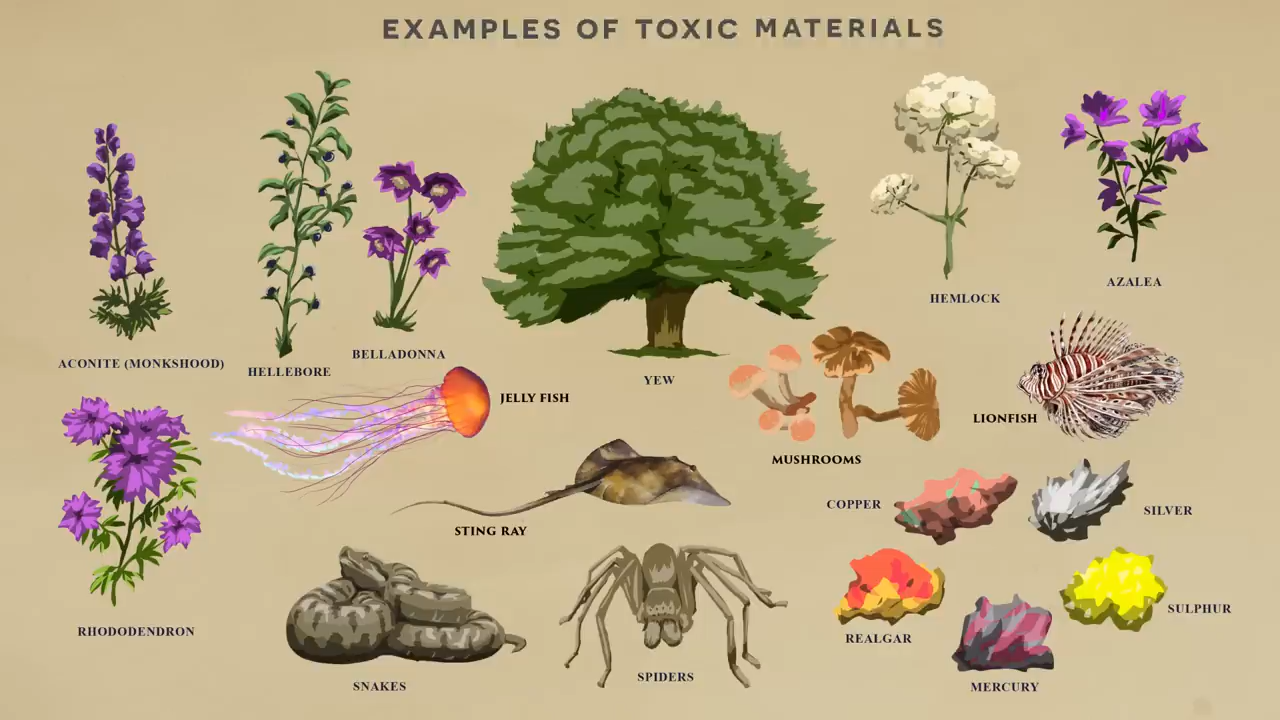 EXAMPLES OF TOXIC MATERIALS
HEMLOCK
AZALEA
ACONITE (MONKSHOOD)
HELLEBORE
BELLADONNA
YEW
JELLY FISH
LIONFISH
MUSHROOMS
STING RAY
COPPER
SILVER
RHODODENDRON
SNAKES
SPIDERS
REALGAR
SULPHUR
MERCURY